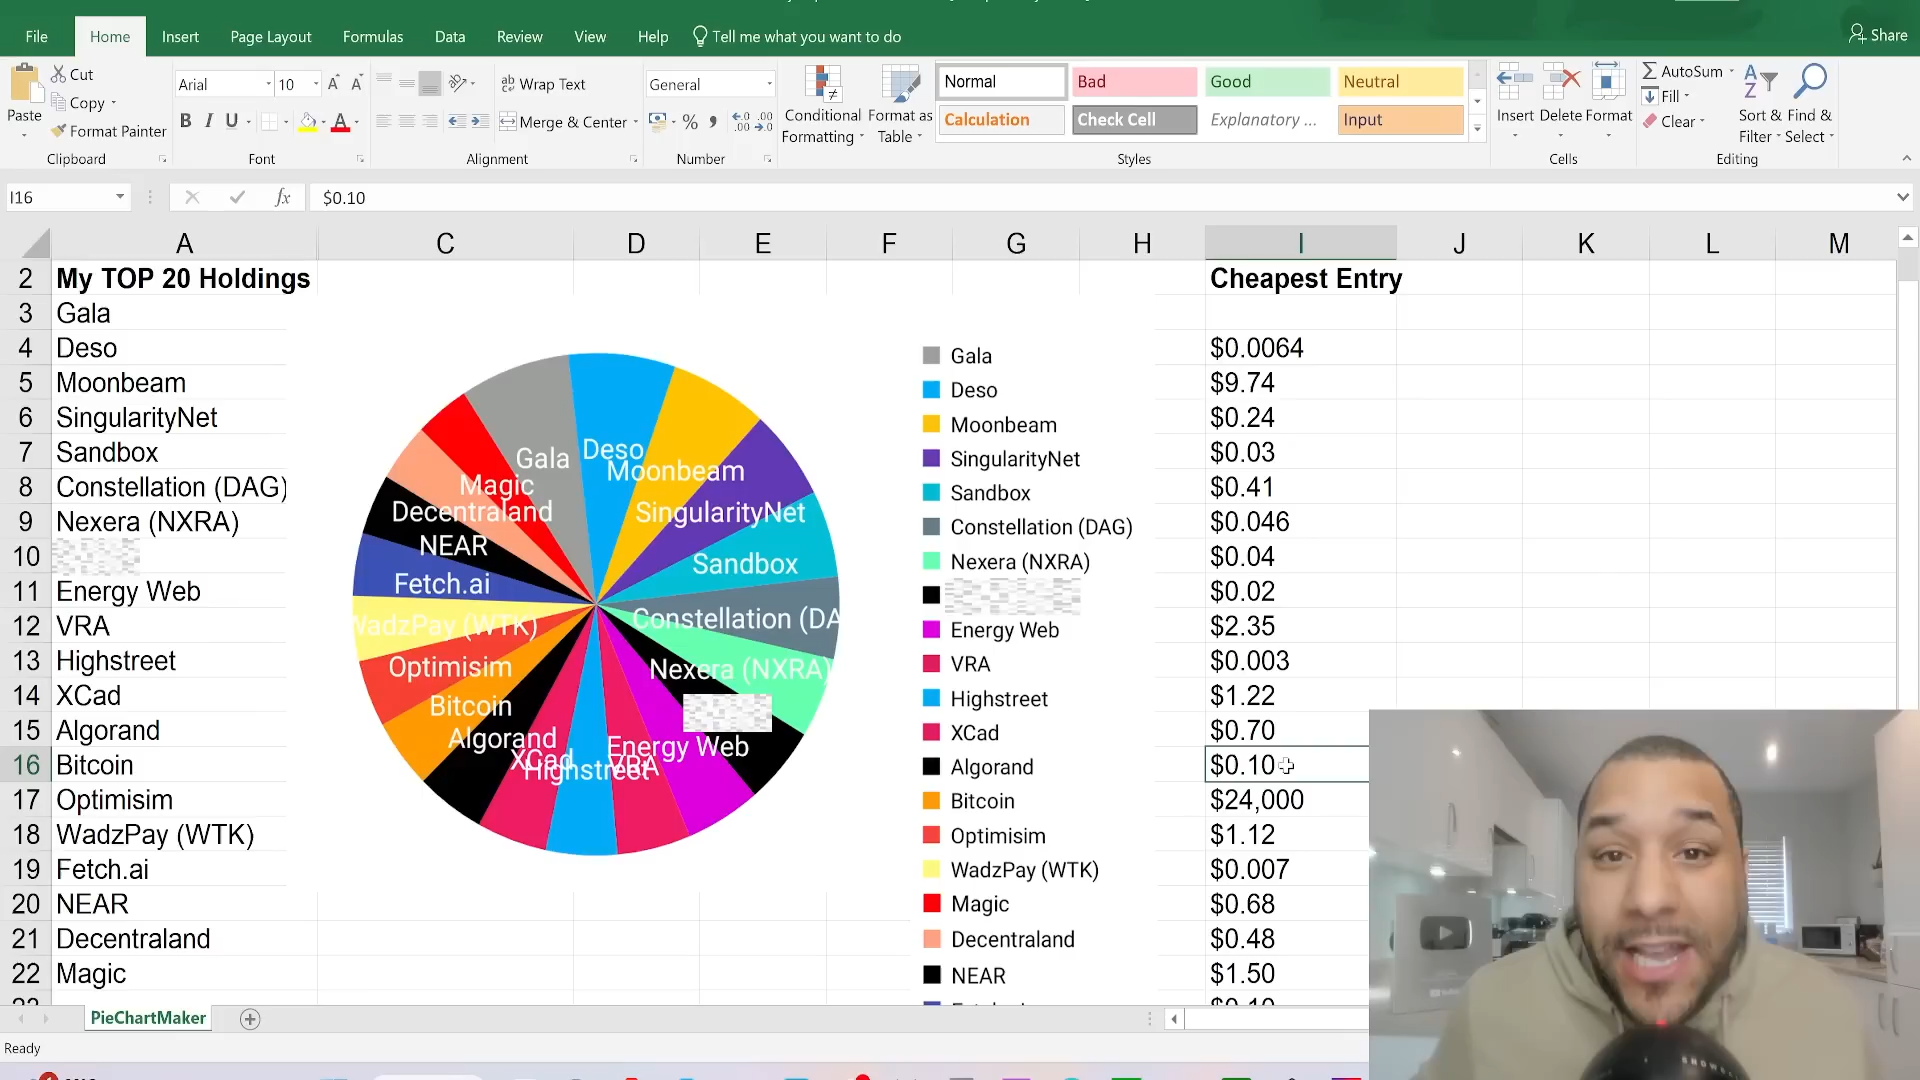 File Home Insert Page Layout Formulas Data Review View Help Tell me what you want to do Share
Cut
Copy
Format Painter
Paste
Clipboard
Arial 10
B I U
Font
Wrap Text
Merge & Center
Alignment
General
Number
Conditional Formatting
Format as Table
Normal Bad Good Neutral
Calculation Check Cell Explanatory ... Input
Styles
Insert Delete Format
Cells
AutoSum
Fill
Clear
Sort & Filter
Find & Select
Editing
I16 fx $0.10
A C D E F G H I J K L M
2 My TOP 20 Holdings Cheapest Entry
3 Gala
4 Deso $0.0064
5 Moonbeam $9.74
6 SingularityNet $0.24
7 Sandbox $0.03
8 Constellation (DAG) $0.41
9 Nexera (NXRA) $0.046
10 $0.04
11 Energy Web $0.02
12 VRA $2.35
13 Highstreet $0.003
14 XCad $1.22
15 Algorand $0.70
16 Bitcoin $0.10
17 Optimisim $24,000
18 WadzPay (WTK) $1.12
19 Fetch.ai $0.007
20 NEAR $0.68
21 Decentraland $0.48
22 Magic $1.50
Gala
Deso
Moonbeam
SingularityNet
Sandbox
Constellation (DA
Nexera (NXRA)
Energy Web
VRA
Highstreet
XCad
Algorand
Bitcoin
Optimisim
WadzPay (WTK)
Fetch.ai
NEAR
Decentraland
Magic
Gala
Deso
Moonbeam
SingularityNet
Sandbox
Constellation (DAG)
Nexera (NXRA)
Energy Web
VRA
Highstreet
XCad
Algorand
Bitcoin
Optimisim
WadzPay (WTK)
Magic
Decentraland
NEAR
PieChartMaker
Ready